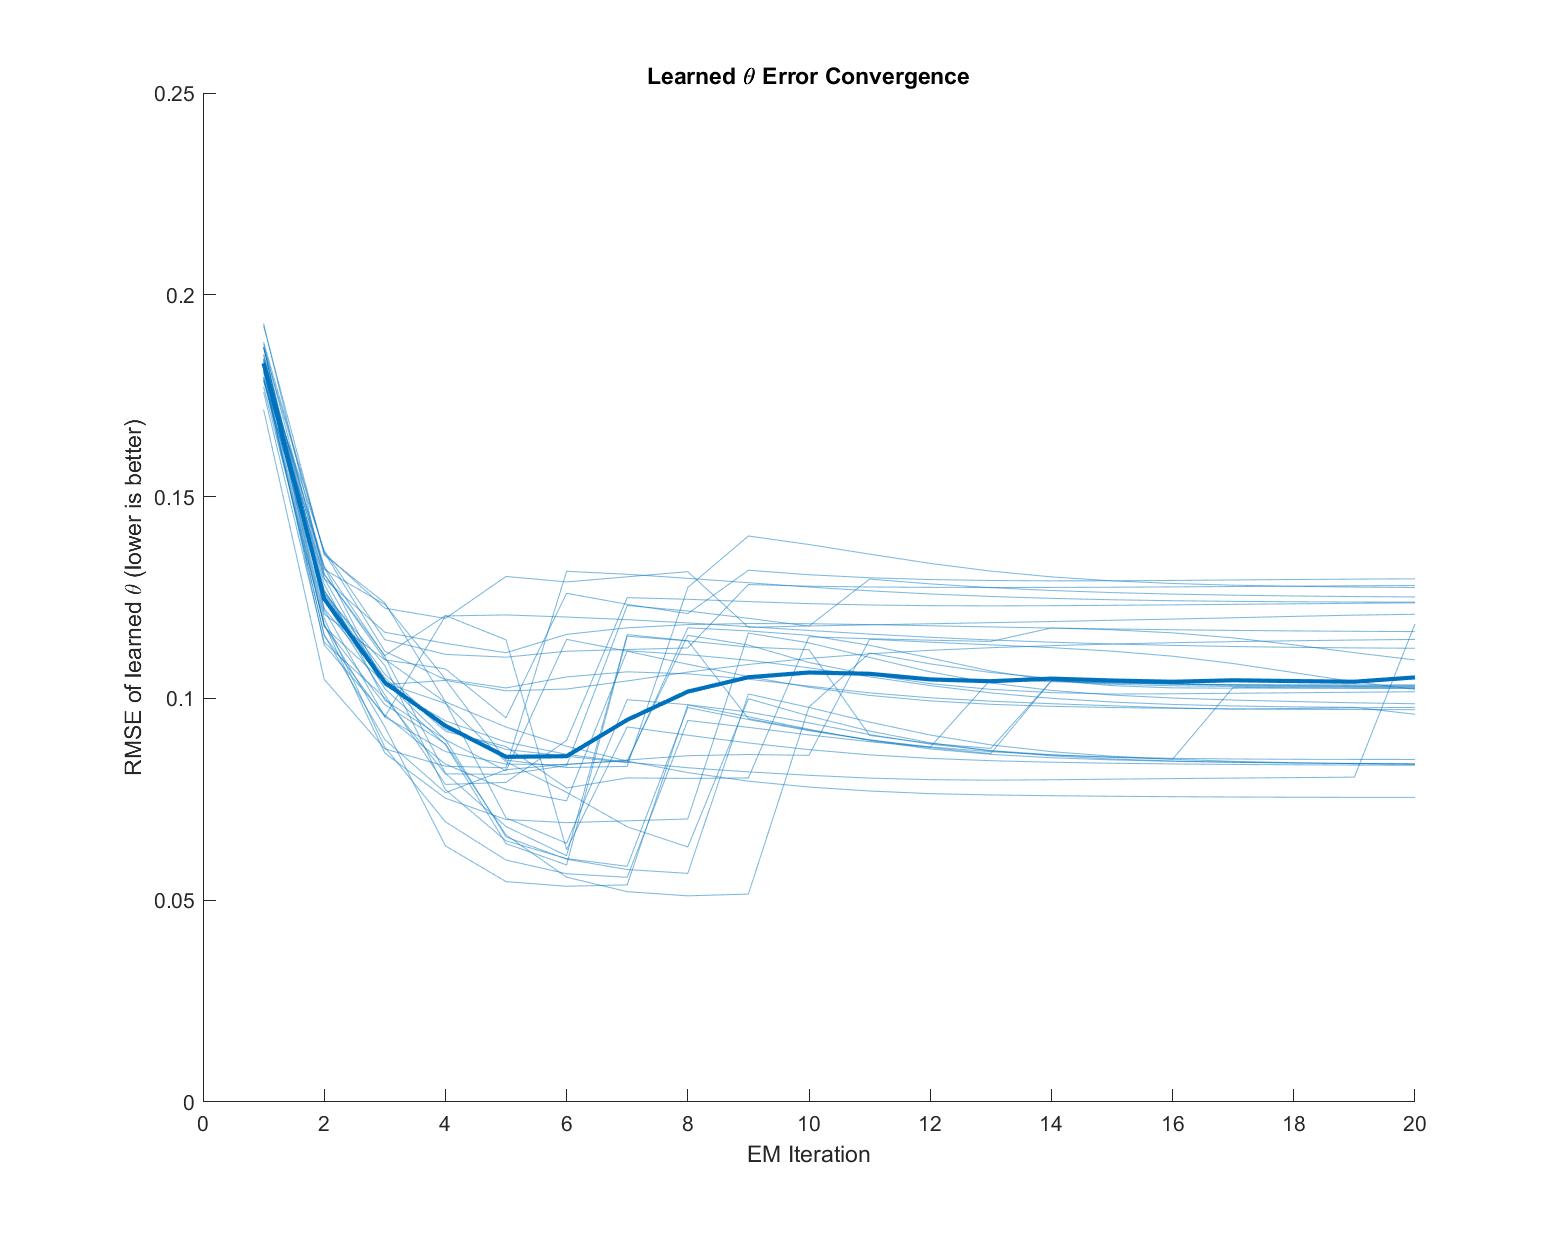 Learned θ Error Convergence
0.25
0.2
0.15
0.1
0.05
0
RMSE of learned θ (lower is better)
0 2 4 6 8 10 12 14 16 18 20
EM Iteration